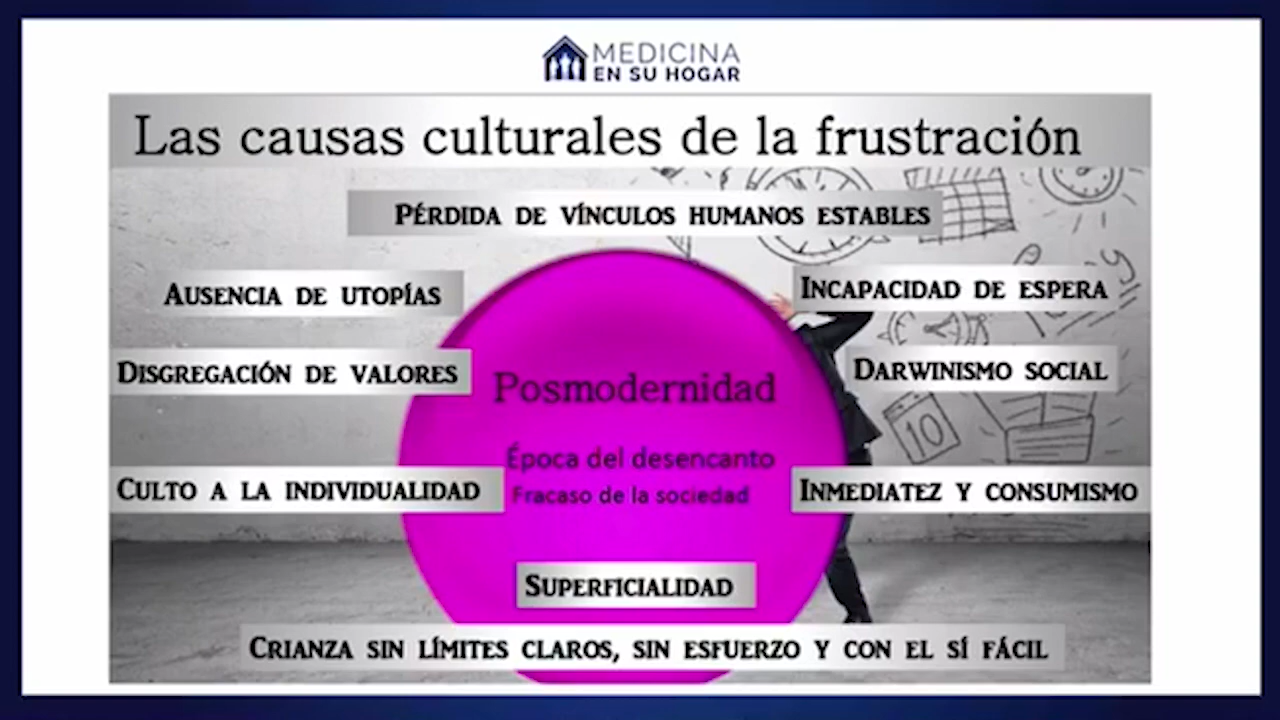 MEDICINA
EN SU HOGAR
Las causas culturales de la frustración
PÉRDIDA DE VÍNCULOS HUMANOS ESTABLES
AUSENCIA DE UTOPÍAS
INCAPACIDAD DE ESPERA
DISGREGACIÓN DE VALORES
DARWINISMO SOCIAL
Posmodernidad
10
Época del desencanto
CULTO A LA INDIVIDUALIDAD
Fracaso de la sociedad
INMEDIATEZ Y CONSUMISMO
SUPERFICIALIDAD
CRIANZA SIN LÍMITES CLAROS, SIN ESFUERZO Y CON EL SÍ FÁCIL